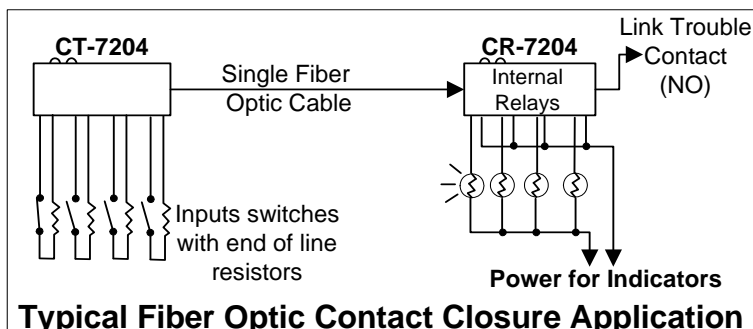 CT-7204
Single Fiber
Optic Cable
CR-7204
Internal
Relays
Link Trouble
Contact
(NO)
Inputs switches
with end of line
resistors
Power for Indicators
Typical Fiber Optic Contact Closure Application